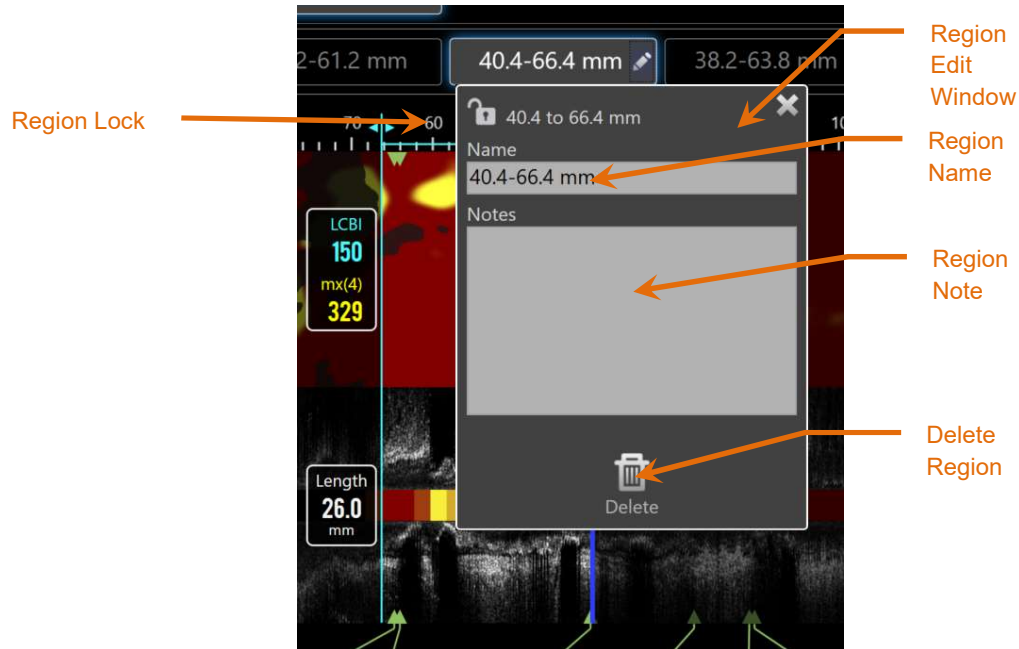 2-61.2 mm
40.4-66.4 mm
38.2-63.8 mm
Region
Edit
Window
Region Lock
70
60
10
40.4 to 66.4 mm
Name
40.4-66.4 mm
Region
Name
Notes
LCBI
150
mx(4)
329
Region
Note
Delete
Region
Length
26.0
mm
Delete